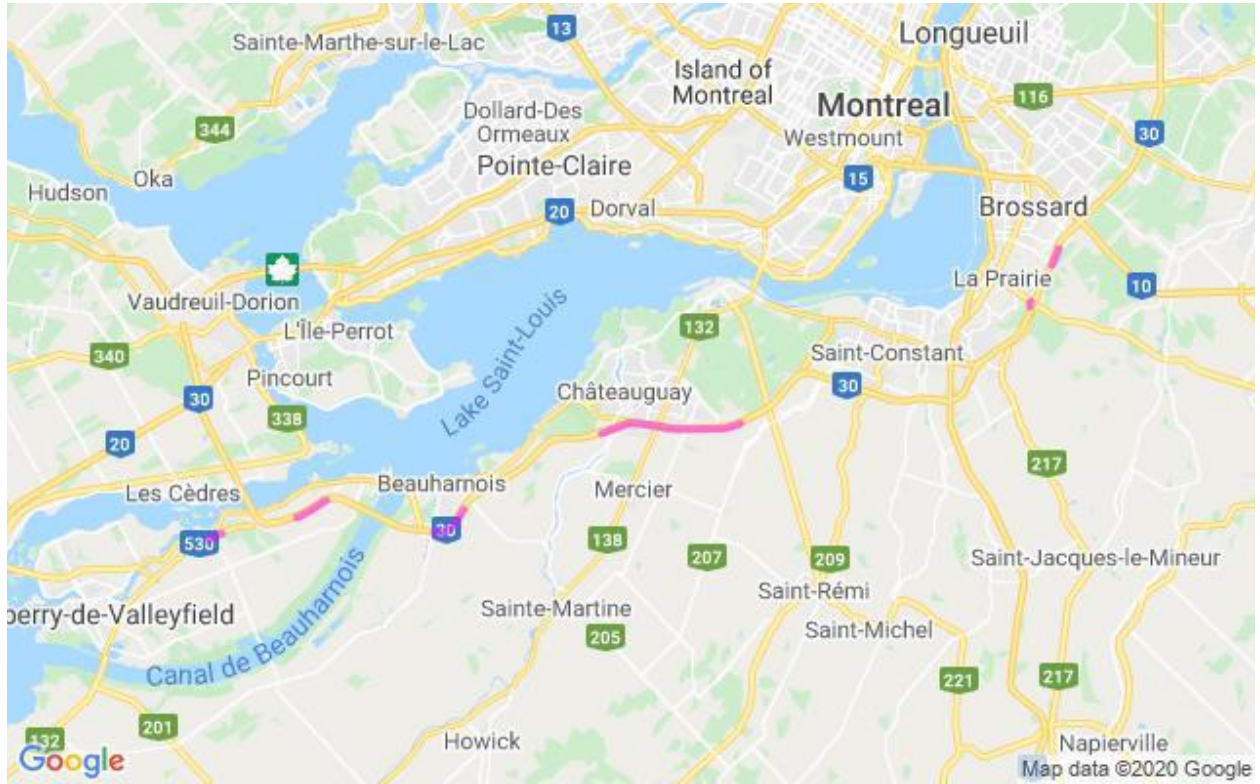 Sainte-Marthe-sur-le-Lac
13
Longueuil
Island of
Montreal
Montreal
116
Dollard-Des
Ormeaux
344
Westmount
30
Pointe-Claire
15
Hudson
Oka
20
Dorval
Brossard
Vaudreuil-Dorion
La Prairie
10
L'Île-Perrot
132
340
Lake Saint-Louis
Saint-Constant
Pincourt
30
Châteauguay
30
338
20
217
Les Cèdres
Beauharnois
Mercier
530
30
138
207
209
Saint-Jacques-le-Mineur
Canal de Beauharnois
Saint-Rémi
perry-de-Valleyfield
Sainte-Martine
205
Saint-Michel
221
217
201
132
Howick
Napierville
Google
Map data ©2020 Google